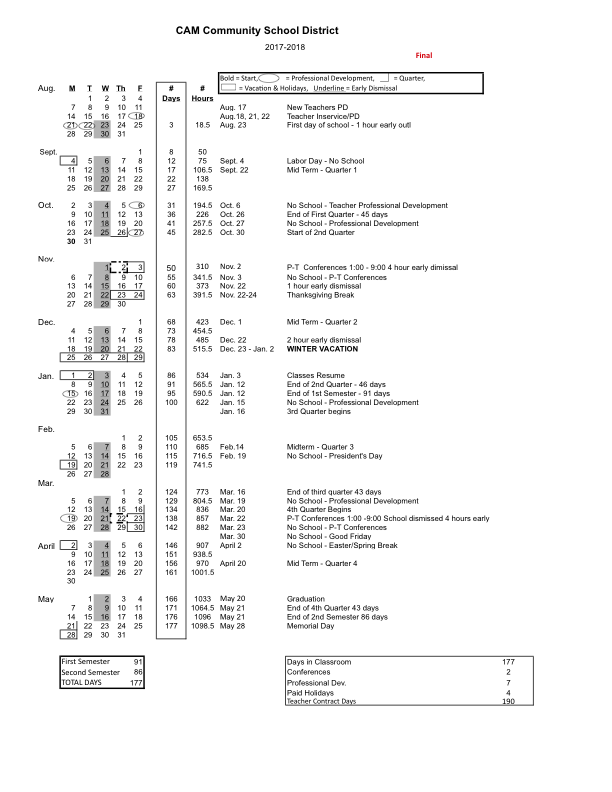 CAM Community School District
2017-2018
Final
Bold = Start, = Professional Development, = Quarter,
= Vacation & Holidays, Underline = Early Dismissal
Aug. M T W Th F # #
1 2 3 4 Days Hours
7 8 9 10 11 Aug. 17 New Teachers PD
14 15 16 17 18 Aug.18, 21, 22 Teacher Inservice/PD
21 22 23 24 25 3 18.5 Aug. 23 First day of school - 1 hour early outl
28 29 30 31
Sept. 1 8 50
4 5 6 7 8 12 75 Sept. 4 Labor Day - No School
11 12 13 14 15 17 106.5 Sept. 22 Mid Term - Quarter 1
18 19 20 21 22 22 138
25 26 27 28 29 27 169.5
Oct. 2 3 4 5 6 31 194.5 Oct. 6 No School - Teacher Professional Development
9 10 11 12 13 36 226 Oct. 26 End of First Quarter - 45 days
16 17 18 19 20 41 257.5 Oct. 27 No School - Professional Development
23 24 25 26 27 45 282.5 Oct. 30 Start of 2nd Quarter
30 31
Nov.
1 2 3 50 310 Nov. 2 P-T Conferences 1:00 - 9:00 4 hour early dimissal
6 7 8 9 10 55 341.5 Nov. 3 No School - P-T Conferences
13 14 15 16 17 60 373 Nov. 22 1 hour early dismissal
20 21 22 23 24 63 391.5 Nov. 22-24 Thanksgiving Break
27 28 29 30
Dec. 1 68 423 Dec. 1 Mid Term - Quarter 2
4 5 6 7 8 73 454.5
11 12 13 14 15 78 485 Dec. 22 2 hour early dismissal
18 19 20 21 22 83 515.5 Dec. 23 - Jan. 2 WINTER VACATION
25 26 27 28 29
Jan. 1 2 3 4 5 86 534 Jan. 3 Classes Resume
8 9 10 11 12 91 565.5 Jan. 12 End of 2nd Quarter - 46 days
15 16 17 18 19 95 590.5 Jan. 12 End of 1st Semester - 91 days
22 23 24 25 26 100 622 Jan. 15 No School - Professional Development
29 30 31 Jan. 16 3rd Quarter begins
Feb.
1 2 105 653.5
5 6 7 8 9 110 685 Feb.14 Midterm - Quarter 3
12 13 14 15 16 115 716.5 Feb. 19 No School - President's Day
19 20 21 22 23 119 741.5
26 27 28
Mar.
1 2 124 773 Mar. 16 End of third quarter 43 days
5 6 7 8 9 129 804.5 Mar. 19 No School - Professional Development
12 13 14 15 16 134 836 Mar. 20 4th Quarter Begins
19 20 21 22 23 138 857 Mar. 22 P-T Conferences 1:00 -9:00 School dismissed 4 hours early
26 27 28 29 30 142 882 Mar. 23 No School - P-T Conferences
Mar. 30 No School - Good Friday
April 2 3 4 5 6 146 907 April 2 No School - Easter/Spring Break
9 10 11 12 13 151 938.5
16 17 18 19 20 156 970 April 20 Mid Term - Quarter 4
23 24 25 26 27 161 1001.5
30
May 1 2 3 4 166 1033 May 20 Graduation
7 8 9 10 11 171 1064.5 May 21 End of 4th Quarter 43 days
14 15 16 17 18 176 1096 May 21 End of 2nd Semester 86 days
21 22 23 24 25 177 1098.5 May 28 Memorial Day
28 29 30 31
First Semester 91
Second Semester 86
TOTAL DAYS 177
Days in Classroom 177
Conferences 2
Professional Dev. 7
Paid Holidays 4
Teacher Contract Days 190